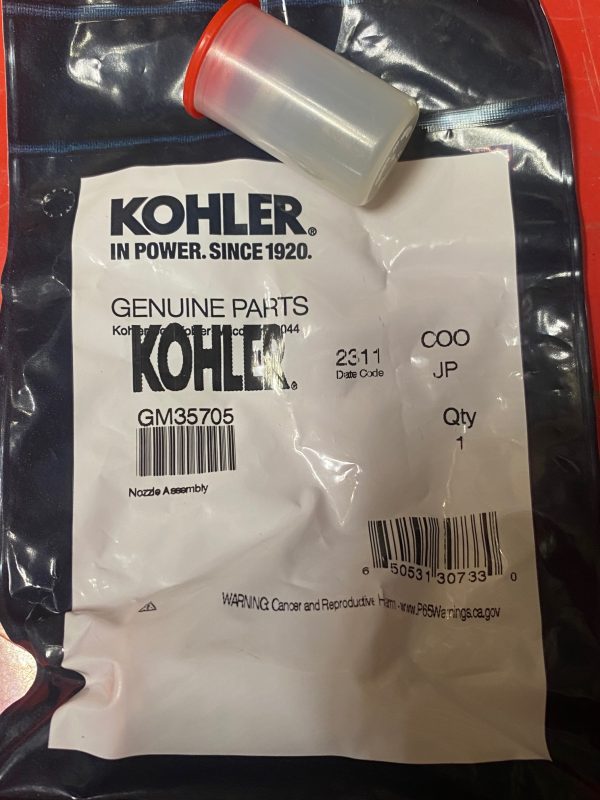 KOHLER®
IN POWER. SINCE 1920.
GENUINE PARTS
KOHLER®
2311
Date Code
COO
JP
GM35705
Qty
1
Nozzle Assembly
6 50531 30733 0
WARNING: Cancer and Reproductive Harm - www.P65Warnings.ca.gov